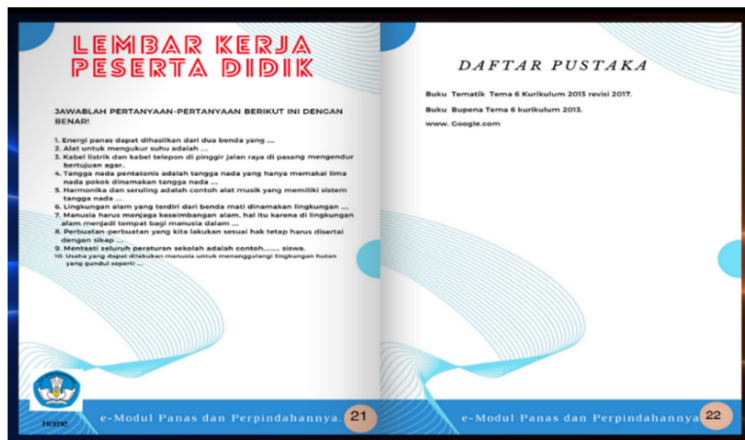 LEMBAR KERJA
PESERTA DIDIK
JAWABLAH PERTANYAAN-PERTANYAAN BERIKUT INI DENGAN
BENAR!
1. Energi panas dapat dihasilkan dari dua benda yang ....
2. Alat untuk mengukur suhu adalah ....
3. Kabel listrik dan kabel telepon di pinggir jalan raya di pasang mengendur
bertujuan agar..
4. Tangga nada pentatonis adalah tangga nada yang hanya memakai lima
nada pokok dinamakan tangga nada ....
5. Harmonika dan seruling adalah contoh alat musik yang memiliki sistem
tangga nada ....
6. Lingkungan alam yang terdiri dari benda mati dinamakan lingkungan ....
7. Manusia harus menjaga keseimbangan alam, hal itu karena di lingkungan
alam menjadi tempat bagi manusia dalam ....
8. Perbuatan-perbuatan yang kita lakukan sesuai hak tetap harus disertai
dengan sikap ....
9. Mentaati seluruh peraturan sekolah adalah contoh........ siswa.
10. Usaha yang dapat dilakukan manusia untuk menanggulangi lingkungan hutan
yang gundul seperti ....
Home
e-Modul Panas dan Perpindahannya.
21
DAFTAR PUSTAKA
Buku Tematik Tema 6 Kurikulum 2013 revisi 2017.
Buku Bupena Tema 6 kurikulum 2013.
www. Google.com
e-Modul Panas dan Perpindahannya
22